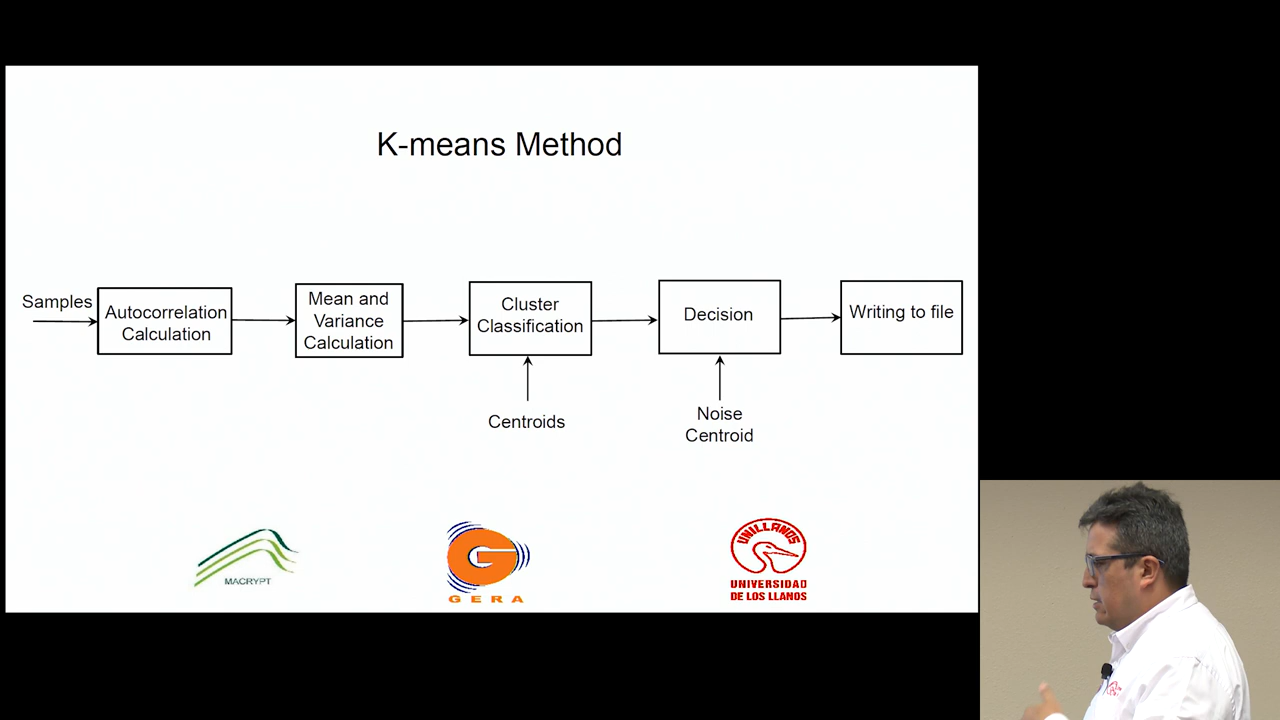 K-means Method
Samples
Autocorrelation
Calculation
Mean and
Variance
Calculation
Cluster
Classification
Decision
Writing to file
Centroids
Noise
Centroid
MACRYPT
GERA
UNILLANOS
UNIVERSIDAD
DE LOS LLANOS